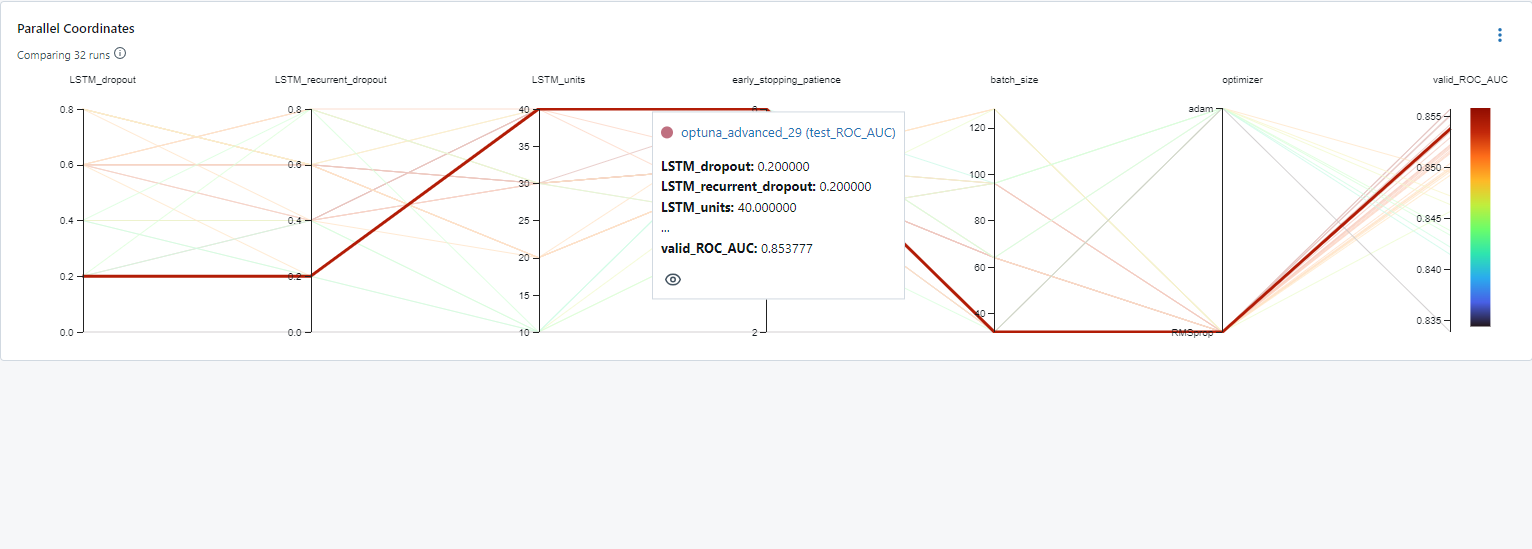 Parallel Coordinates
Comparing 32 runs
LSTM_dropout LSTM_recurrent_dropout LSTM_units early_stopping_patience batch_size optimizer valid_ROC_AUC
0.8 0.8 40 adam 0.855
optuna_advanced_29 (test_ROC_AUC)
120
35
LSTM_dropout: 0.200000
0.6 0.6 0.850
100
30
LSTM_recurrent_dropout: 0.200000
LSTM_units: 40.000000
0.4 0.4 25 80 0.845
...
valid_ROC_AUC: 0.853777
20
60 0.840
0.2 0.2
15
40 0.835
0.0 0.0 10 2 RMSprop